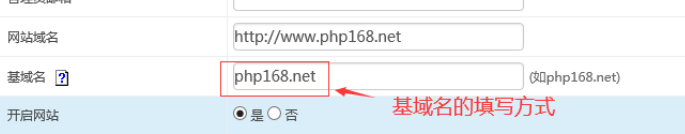 网站域名 http://www.php168.net
基域名 ? php168.net (如php168.net)
基域名的填写方式
开启网站 是 否